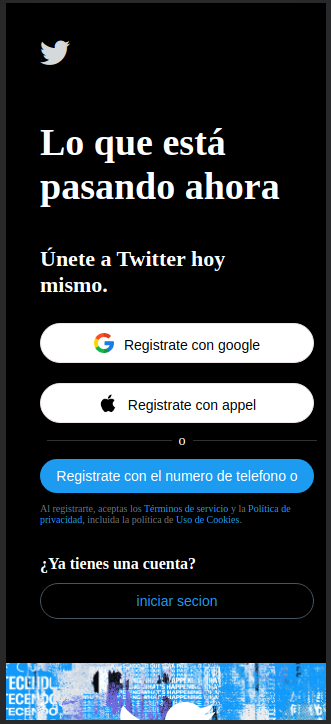 Lo que está
pasando ahora
Únete a Twitter hoy
mismo.
Registrate con google
Registrate con appel
o
Registrate con el numero de telefono o
Al registrarte, aceptas los Términos de servicio y la Política de
privacidad, incluida la política de Uso de Cookies.
¿Ya tienes una cuenta?
iniciar secion